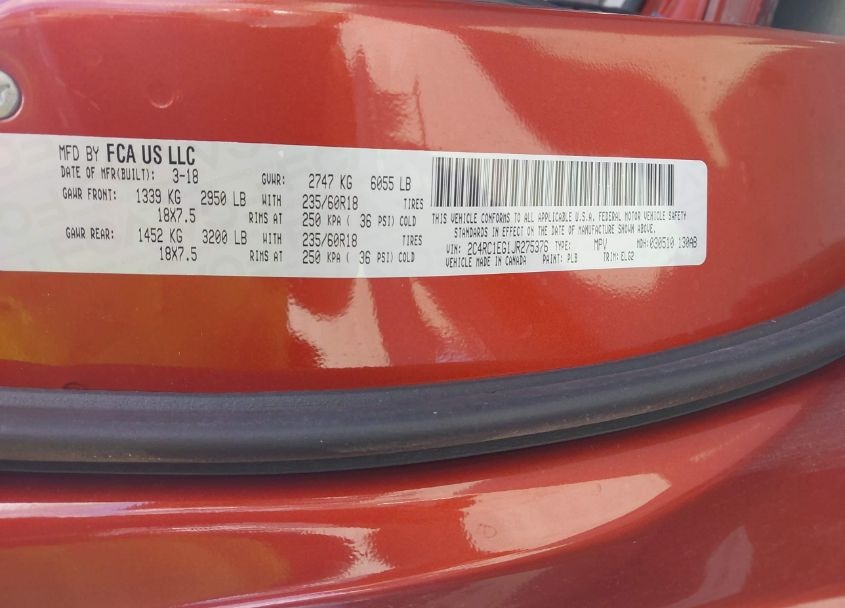 MFD BY FCA US LLC
DATE OF MFR(BUILT): 3-18 GVWR: 2747 KG 6055 LB
GAWR FRONT: 1339 KG 2950 LB WITH 235/60R18 TIRES
18X7.5 RIMS AT 250 KPA ( 36 PSI) COLD
GAWR REAR: 1452 KG 3200 LB WITH 235/60R18 TIRES
18X7.5 RIMS AT 250 KPA ( 36 PSI) COLD
THIS VEHICLE CONFORMS TO ALL APPLICABLE U.S.A. FEDERAL MOTOR VEHICLE SAFETY
STANDARDS IN EFFECT ON THE DATE OF MANUFACTURE SHOWN ABOVE
VIN: 2C4RC1EG1JR275376 TYPE: MPV MDH: 030510 130AB
VEHICLE MADE IN CANADA PAINT: PLB TRIM: ELG2